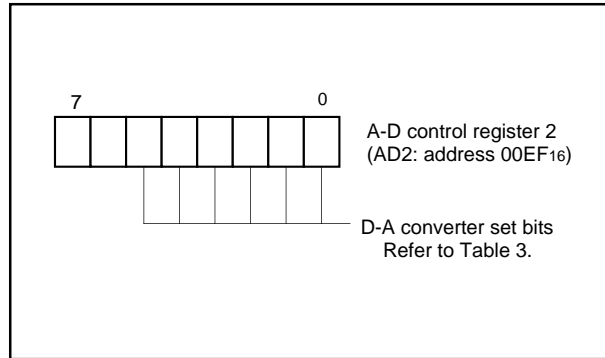 7 0
A-D control register 2
(AD2: address 00EF16)
D-A converter set bits
Refer to Table 3.